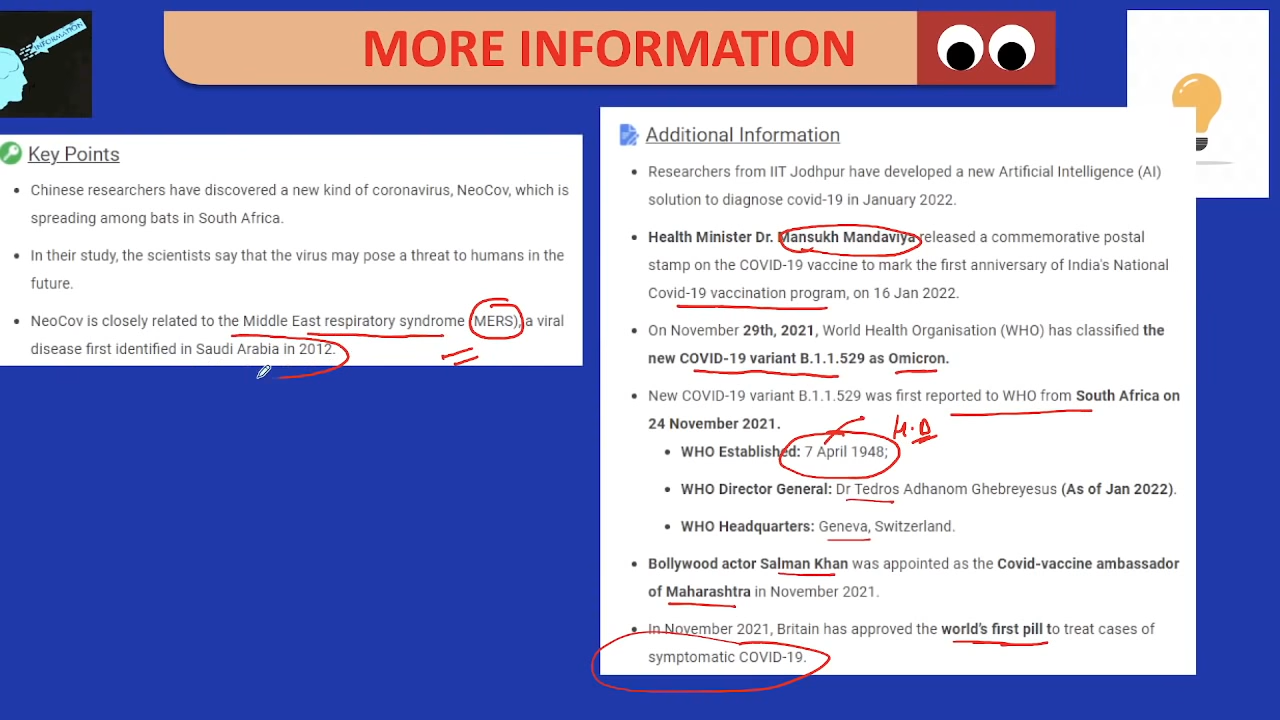 INFORMATION
MORE INFORMATION
Key Points
Chinese researchers have discovered a new kind of coronavirus, NeoCov, which is
spreading among bats in South Africa.
In their study, the scientists say that the virus may pose a threat to humans in the
future.
NeoCov is closely related to the Middle East respiratory syndrome (MERS), a viral
disease first identified in Saudi Arabia in 2012.
Additional Information
Researchers from IIT Jodhpur have developed a new Artificial Intelligence (AI)
solution to diagnose covid-19 in January 2022.
Health Minister Dr. Mansukh Mandaviya released a commemorative postal
stamp on the COVID-19 vaccine to mark the first anniversary of India's National
Covid-19 vaccination program, on 16 Jan 2022.
On November 29th, 2021, World Health Organisation (WHO) has classified the
new COVID-19 variant B.1.1.529 as Omicron.
New COVID-19 variant B.1.1.529 was first reported to WHO from South Africa on
24 November 2021.
H.D
WHO Established: 7 April 1948;
WHO Director General: Dr Tedros Adhanom Ghebreyesus (As of Jan 2022).
WHO Headquarters: Geneva, Switzerland.
Bollywood actor Salman Khan was appointed as the Covid-vaccine ambassador
of Maharashtra in November 2021.
In November 2021, Britain has approved the world's first pill to treat cases of
symptomatic COVID-19.